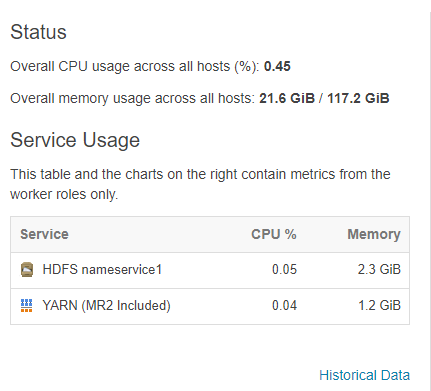 Status
Overall CPU usage across all hosts (%): 0.45
Overall memory usage across all hosts: 21.6 GiB / 117.2 GiB
Service Usage
This table and the charts on the right contain metrics from the
worker roles only.
Service CPU % Memory
HDFS nameservice1 0.05 2.3 GiB
YARN (MR2 Included) 0.04 1.2 GiB
Historical Data